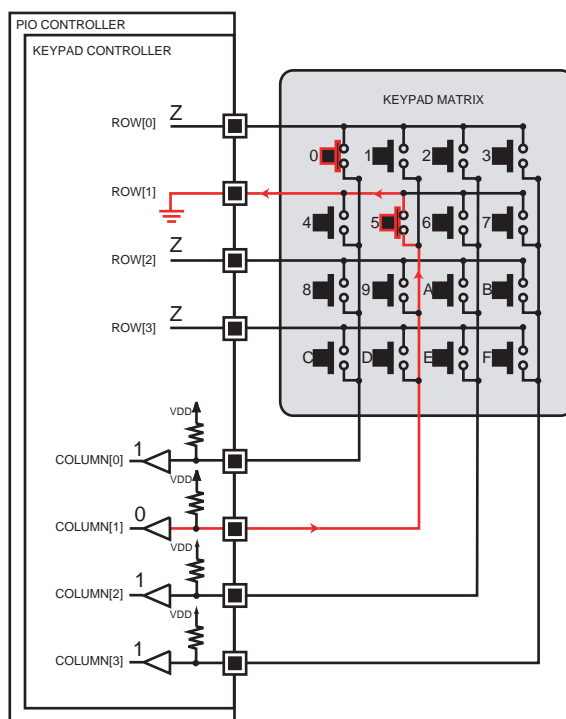 PIO CONTROLLER
KEYPAD CONTROLLER
KEYPAD MATRIX
ROW[0] Z
0 1 2 3
ROW[1]
4 5 6 7
ROW[2] Z
8 9 A B
ROW[3] Z
C D E F
VDD
COLUMN[0] 1
VDD
COLUMN[1] 0
VDD
COLUMN[2] 1
VDD
COLUMN[3] 1